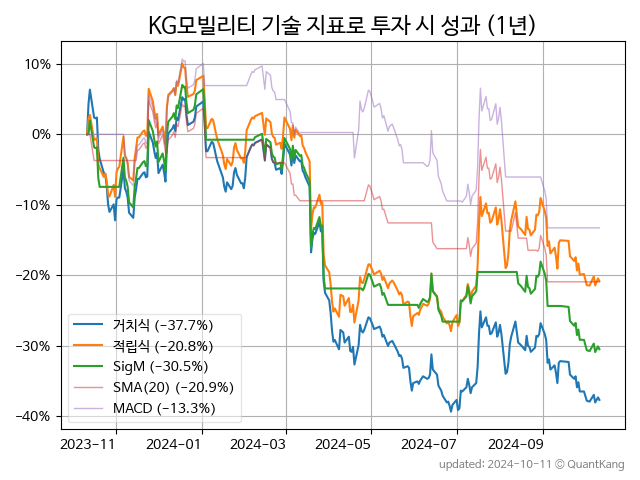 KG모빌리티 기술 지표로 투자 시 성과 (1년)
10%
0%
−10%
−20%
−30%
−40%
거치식 (−37.7%)
적립식 (−20.8%)
SigM (−30.5%)
SMA(20) (−20.9%)
MACD (−13.3%)
2023−11
2024−01
2024−03
2024−05
2024−07
2024−09
updated: 2024-10-11 © QuantKang